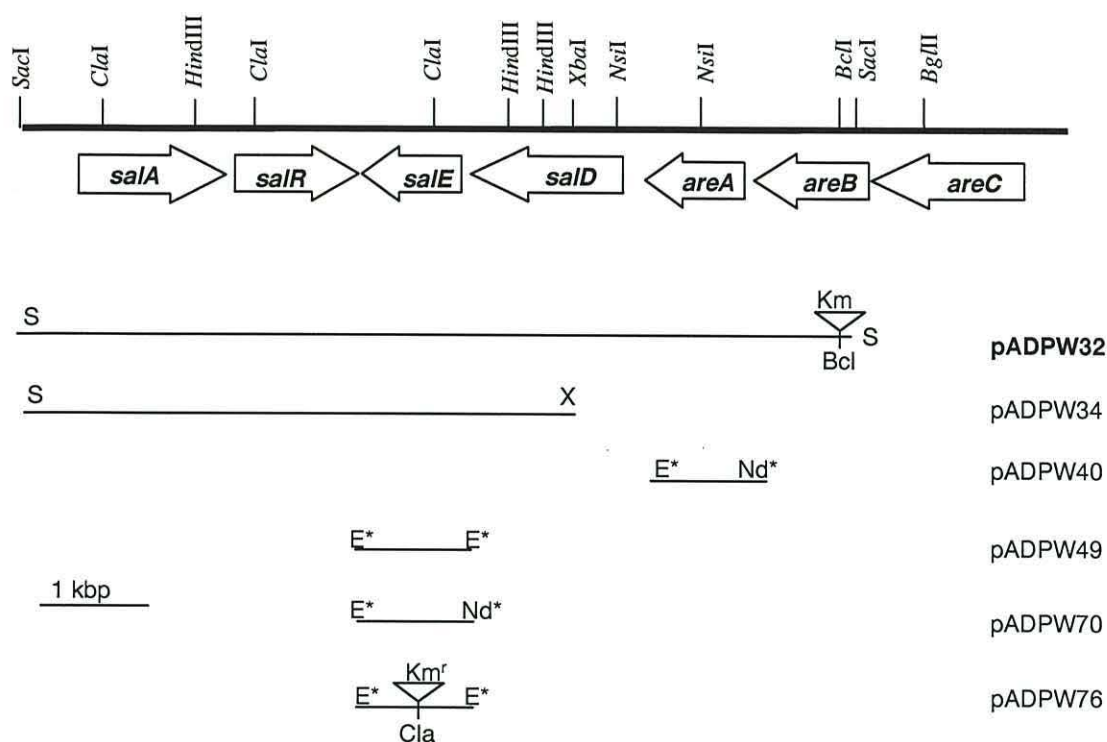 SacI
ClaI
HindIII
ClaI
ClaI
HindIII
HindIII
XbaI
NsiI
NsiI
BclI
SacI
BglII
salA salR salE salD areA areB areC
Km
S S
Bcl
pADPW32
S X
pADPW34
E* Nd*
pADPW40
E* E*
pADPW49
1 kbp
E* Nd*
pADPW70
Kmʳ
E* E*
pADPW76
Cla